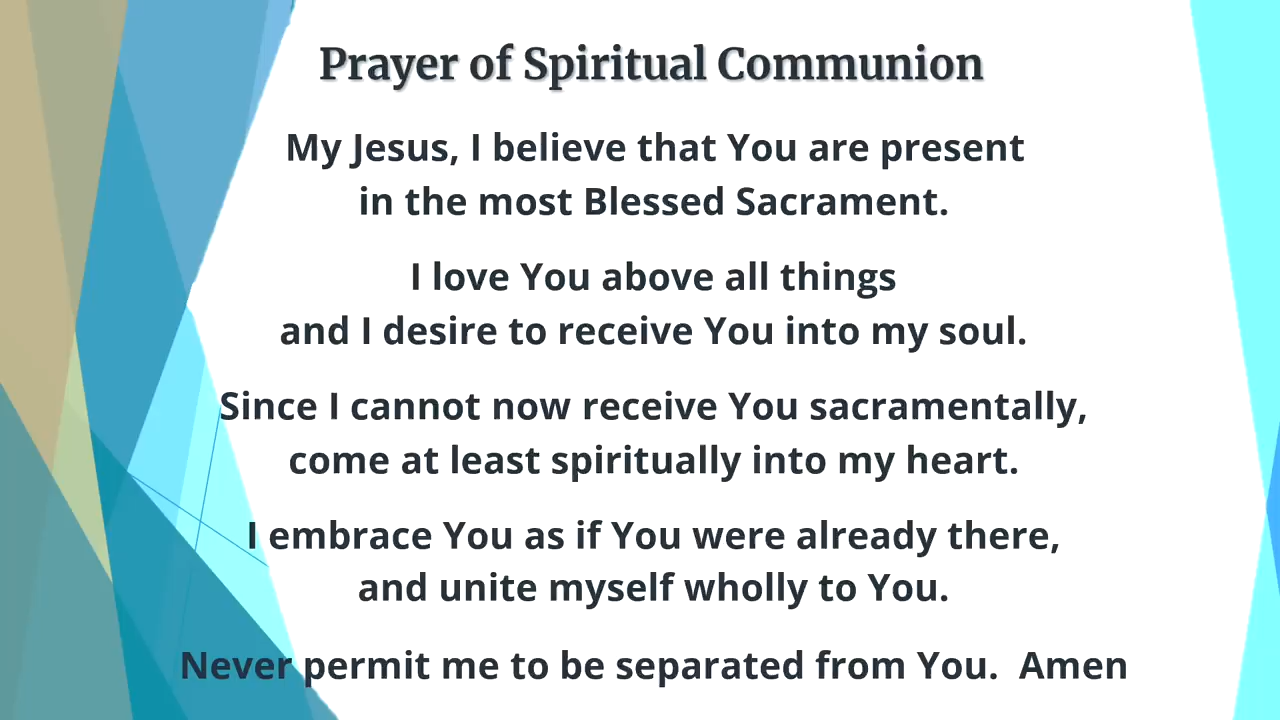 Prayer of Spiritual Communion
My Jesus, I believe that You are present
in the most Blessed Sacrament.
I love You above all things
and I desire to receive You into my soul.
Since I cannot now receive You sacramentally,
come at least spiritually into my heart.
I embrace You as if You were already there,
and unite myself wholly to You.
Never permit me to be separated from You.  Amen